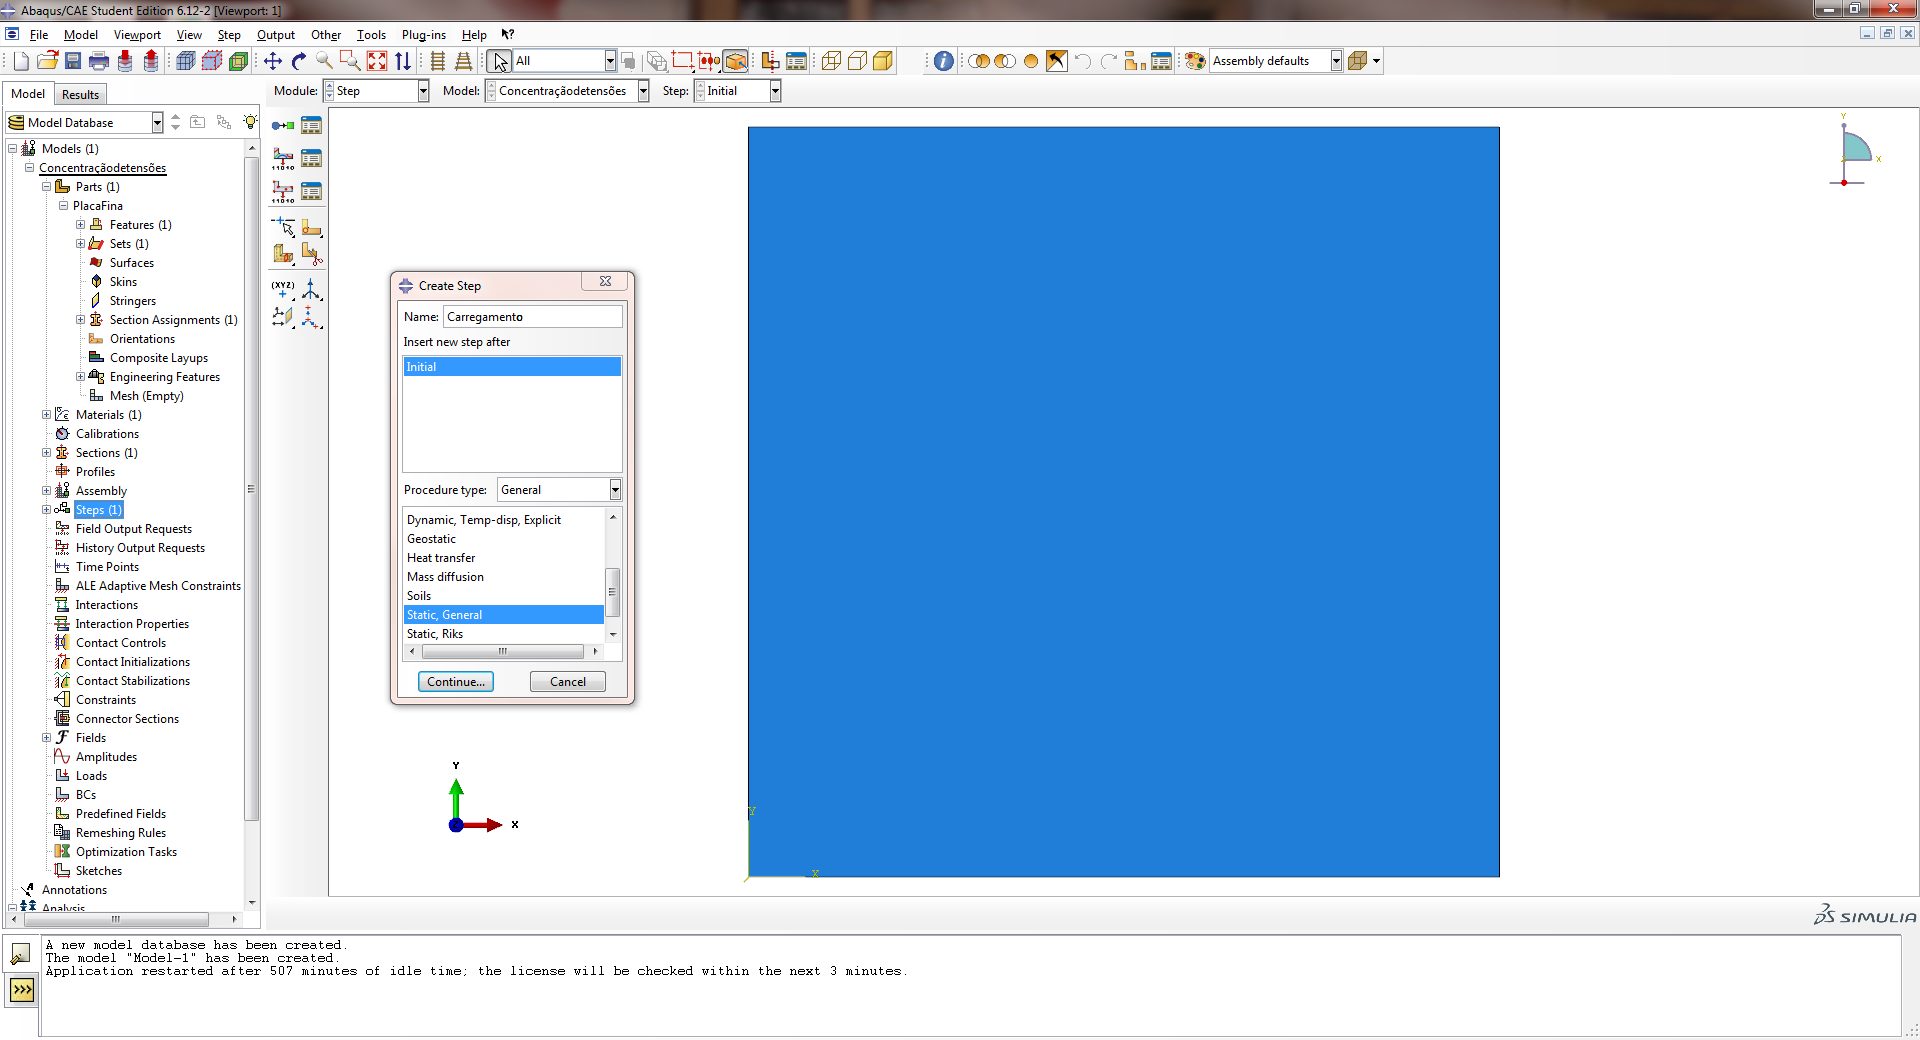 Abaqus/CAE Student Edition 6.12-2 [Viewport: 1]
File Model Viewport View Step Output Other Tools Plug-ins Help
All
Assembly defaults
Model Results
Module: Step Model: Concentraçãodetensões Step: Initial
Model Database
Models (1)
Concentraçãodetensões
Parts (1)
PlacaFina
Features (1)
Sets (1)
Surfaces
Skins
Stringers
Section Assignments (1)
Orientations
Composite Layups
Engineering Features
Mesh (Empty)
Materials (1)
Calibrations
Sections (1)
Profiles
Assembly
Steps (1)
Field Output Requests
History Output Requests
Time Points
ALE Adaptive Mesh Constraints
Interactions
Interaction Properties
Contact Controls
Contact Initializations
Contact Stabilizations
Constraints
Connector Sections
Fields
Amplitudes
Loads
BCs
Predefined Fields
Remeshing Rules
Optimization Tasks
Sketches
Annotations
Analysis
11010
11010
(XYZ)
Create Step
Name: Carregamento
Insert new step after
Initial
Procedure type: General
Dynamic, Temp-disp, Explicit
Geostatic
Heat transfer
Mass diffusion
Soils
Static, General
Static, Riks
Continue...
Cancel
Y
X
Y
X
Y
X
SIMULIA
A new model database has been created.
The model "Model-1" has been created.
Application restarted after 507 minutes of idle time; the license will be checked within the next 3 minutes.
>>>